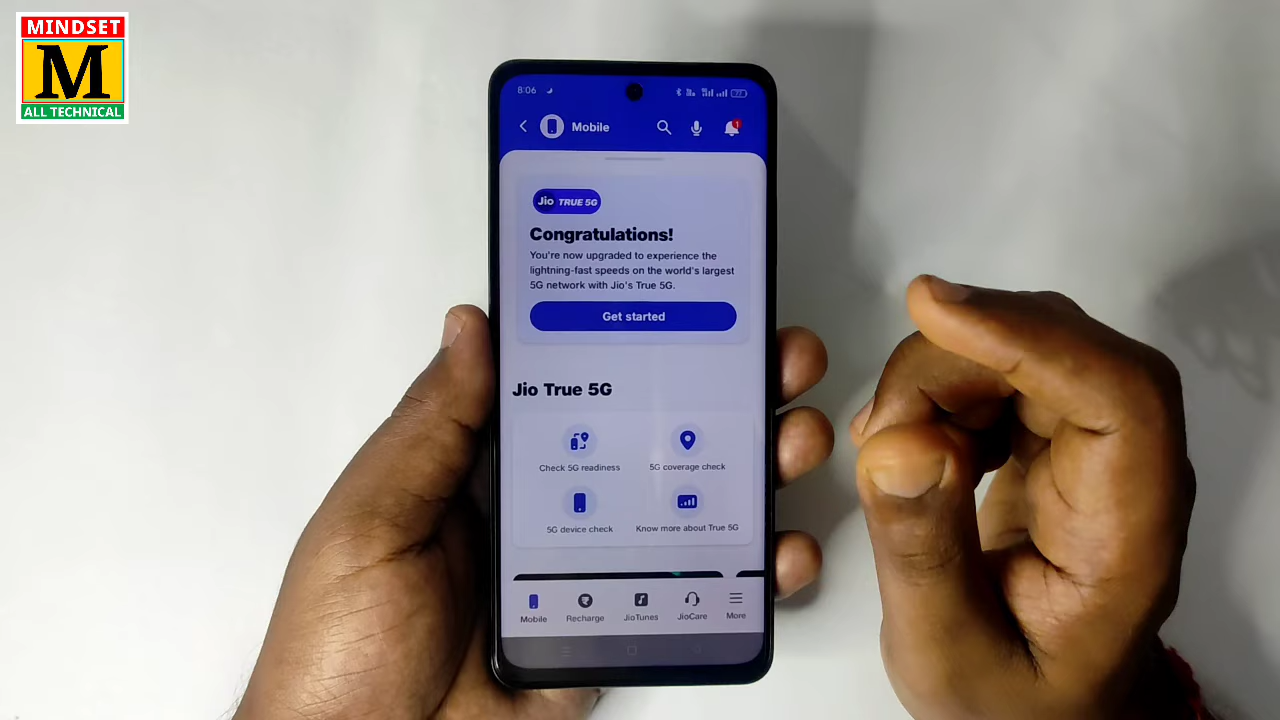 MINDSET
M
ALL TECHNICAL
8:06
77
Mobile
1
Jio TRUE 5G
Congratulations!
You're now upgraded to experience the
lightning-fast speeds on the world's largest
5G network with Jio's True 5G.
Get started
Jio True 5G
Check 5G readiness
5G coverage check
5G device check
Know more about True 5G
Mobile
Recharge
JioTunes
JioCare
More